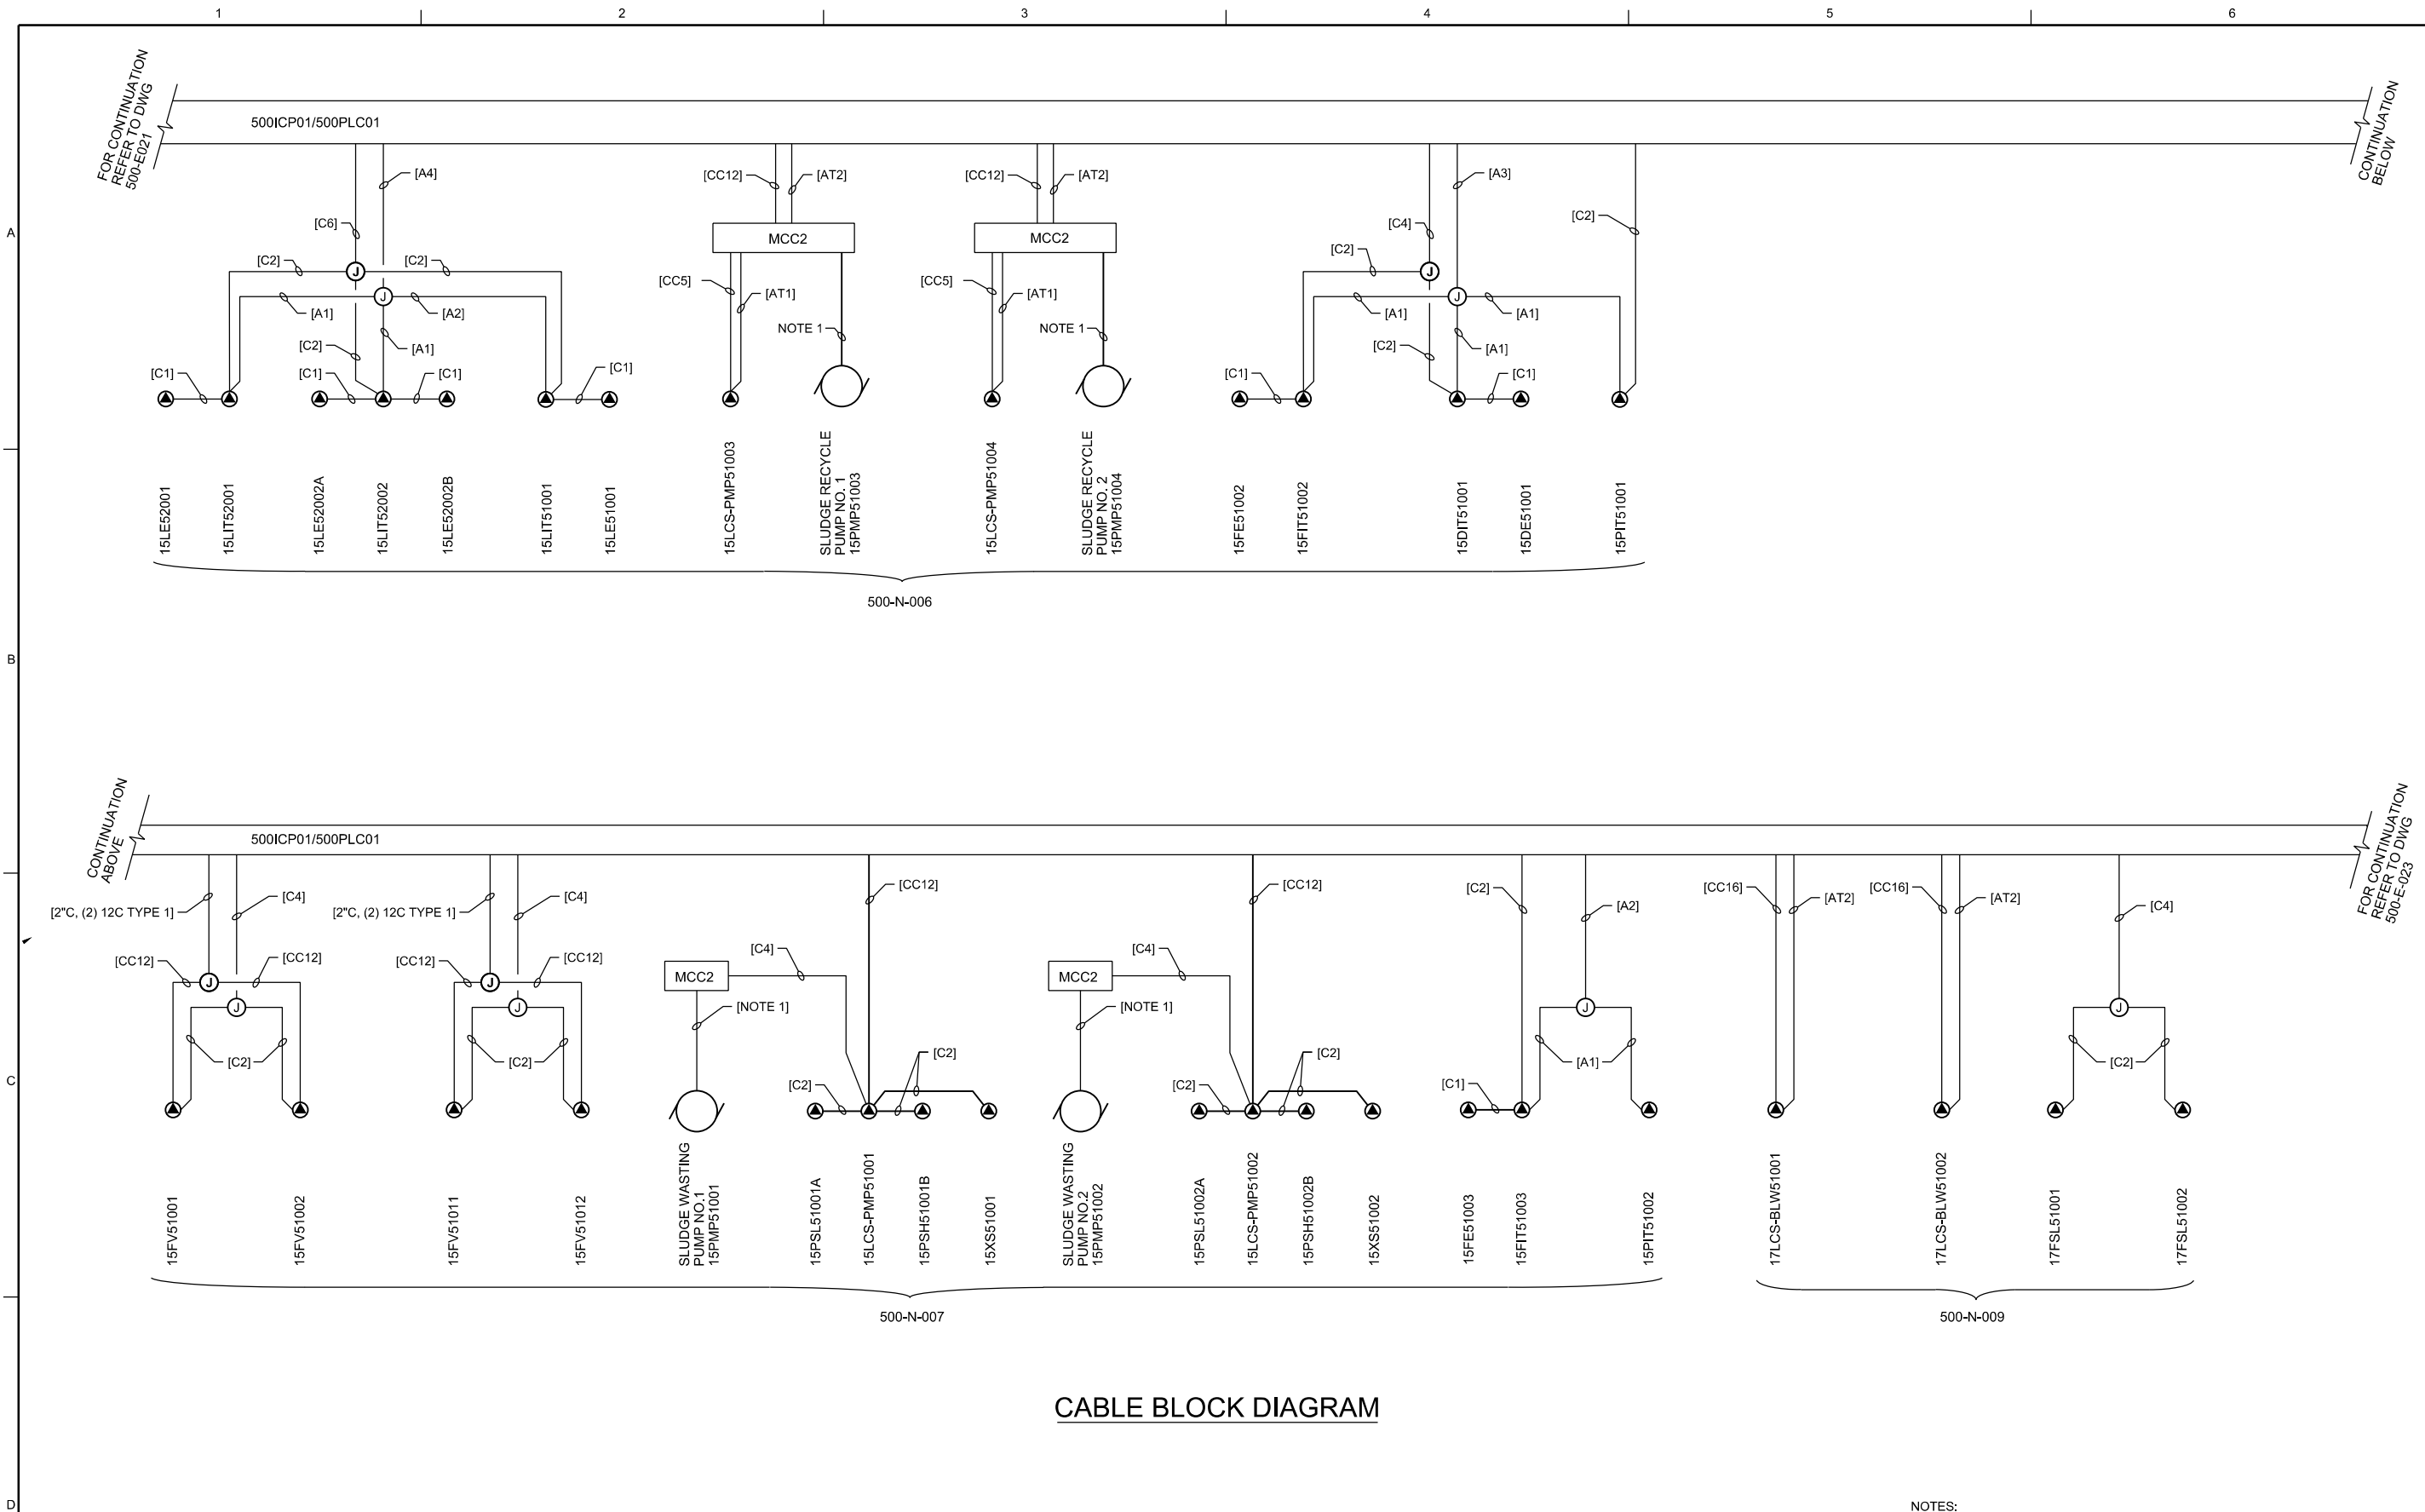 1
2
3
4
5
6
A
B
C
D
FOR CONTINUATION
REFER TO DWG
500-E021
500ICP01/500PLC01
CONTINUATION
BELOW
[A4]
[C6]
[C2]
[C2]
[A1]
[A2]
[C2]
[A1]
[C1]
[C1]
[C1]
[C1]
[CC12]
[AT2]
MCC2
[CC5]
[AT1]
NOTE 1
[CC12]
[AT2]
MCC2
[CC5]
[AT1]
NOTE 1
[A3]
[C4]
[C2]
[C2]
[A1]
[A1]
[C2]
[A1]
[C1]
[C1]
15LE52001
15LIT52001
15LE52002A
15LIT52002
15LE52002B
15LIT51001
15LE51001
15LCS-PMP51003
SLUDGE RECYCLE
PUMP NO. 1
15PMP51003
15LCS-PMP51004
SLUDGE RECYCLE
PUMP NO. 2
15PMP51004
15FE51002
15FIT51002
15DIT51001
15DE51001
15PIT51001
500-N-006
CONTINUATION
ABOVE
500ICP01/500PLC01
FOR CONTINUATION
REFER TO DWG
500-E-023
[2"C, (2) 12C TYPE 1]
[C4]
[CC12]
[CC12]
[C2]
[2"C, (2) 12C TYPE 1]
[C4]
[CC12]
[CC12]
[C2]
MCC2
[NOTE 1]
[C4]
[CC12]
[C2]
[C2]
MCC2
[NOTE 1]
[C4]
[CC12]
[C2]
[C2]
[C2]
[A2]
[C1]
[A1]
[CC16]
[AT2]
[CC16]
[AT2]
[C4]
[C2]
J
J
J
J
J
J
J
J
J
J
15FV51001
15FV51002
15FV51011
15FV51012
SLUDGE WASTING
PUMP NO.1
15PMP51001
15PSL51001A
15LCS-PMP51001
15PSH51001B
15XS51001
SLUDGE WASTING
PUMP NO.2
15PMP51002
15PSL51002A
15LCS-PMP51002
15PSH51002B
15XS51002
15FE51003
15FIT51003
15PIT51002
17LCS-BLW51001
17LCS-BLW51002
17FSL51001
17FSL51002
500-N-007
500-N-009
CABLE BLOCK DIAGRAM
NOTES: